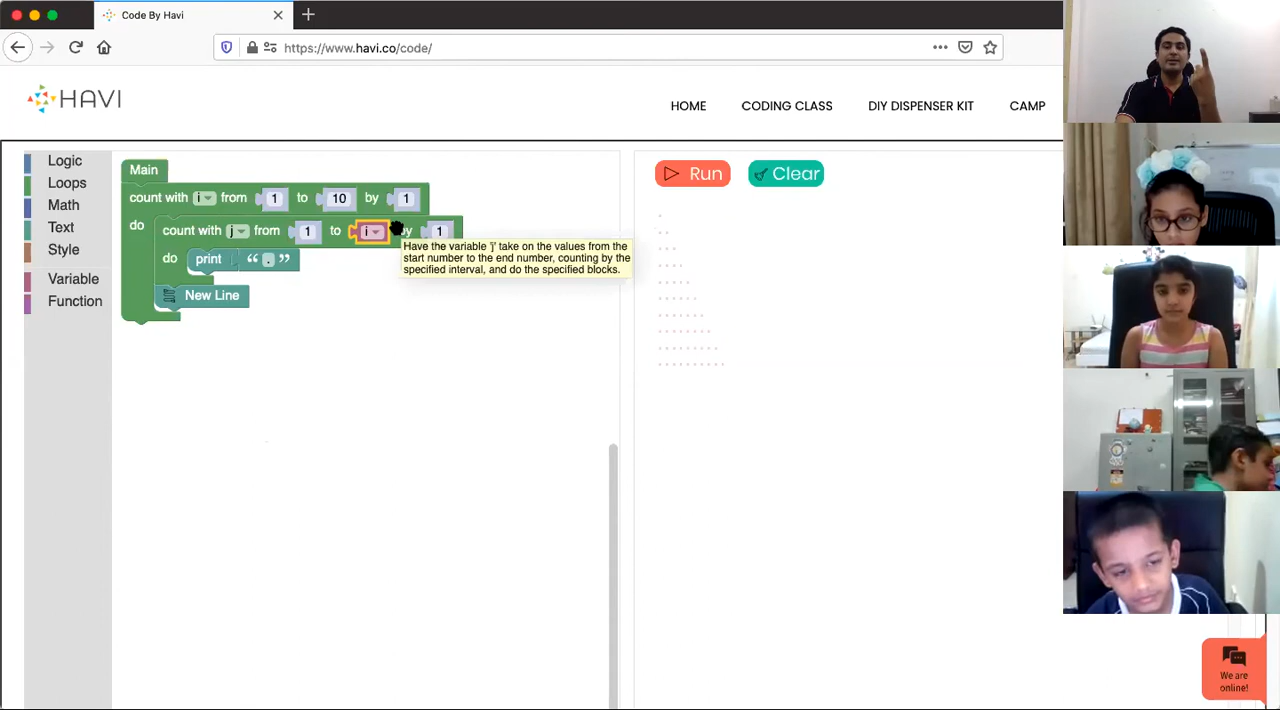 Code By Havi
https://www.havi.co/code/
HAVI
HOME
CODING CLASS
DIY DISPENSER KIT
CAMP
Logic
Loops
Math
Text
Style
Variable
Function
Main
count with i from 1 to 10 by 1
do
count with j from 1 to i by 1
do print “ . ”
New Line
Have the variable 'j' take on the values from the
start number to the end number, counting by the
specified interval, and do the specified blocks.
Run
Clear
.
. .
. . .
. . . .
. . . . .
. . . . . .
. . . . . . .
. . . . . . . .
. . . . . . . . .
. . . . . . . . . .
We are
online!